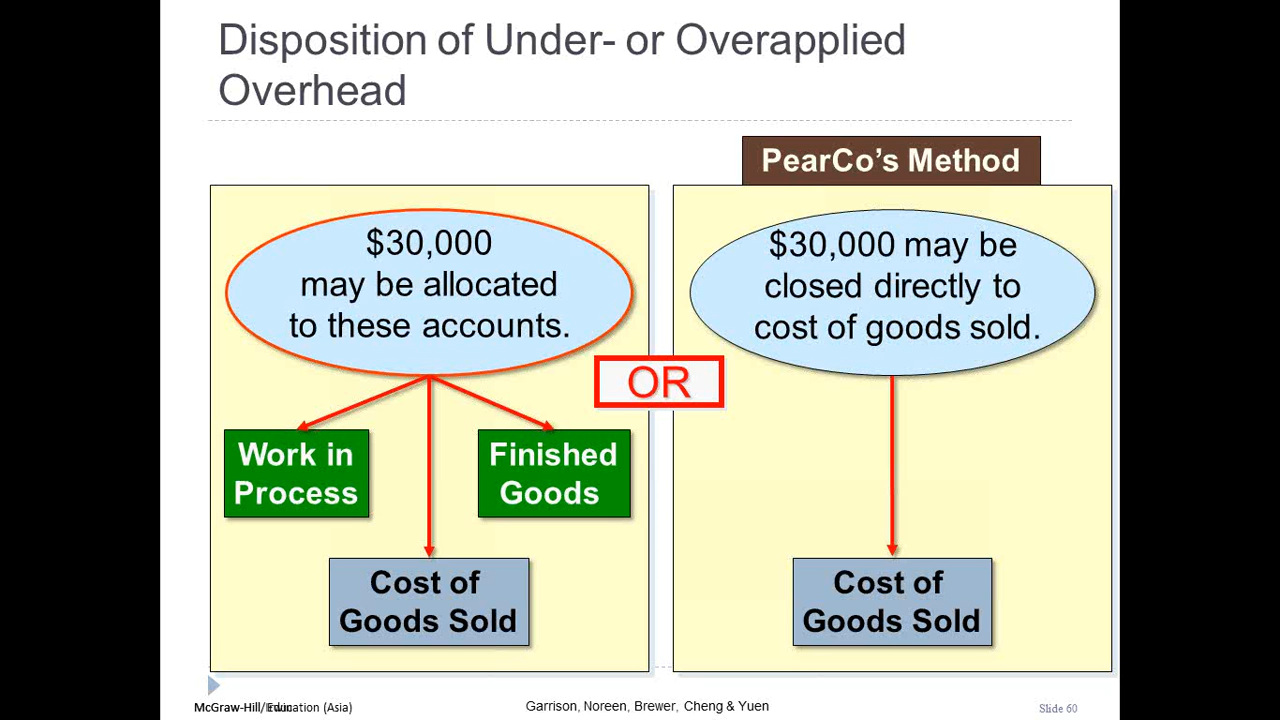 Disposition of Under- or Overapplied
Overhead
PearCo's Method
$30,000
may be allocated
to these accounts.
$30,000 may be
closed directly to
cost of goods sold.
OR
Work in
Process
Finished
Goods
Cost of
Goods Sold
Cost of
Goods Sold
McGraw-Hill/ (Asia)
Garrison, Noreen, Brewer, Cheng & Yuen
Slide 60